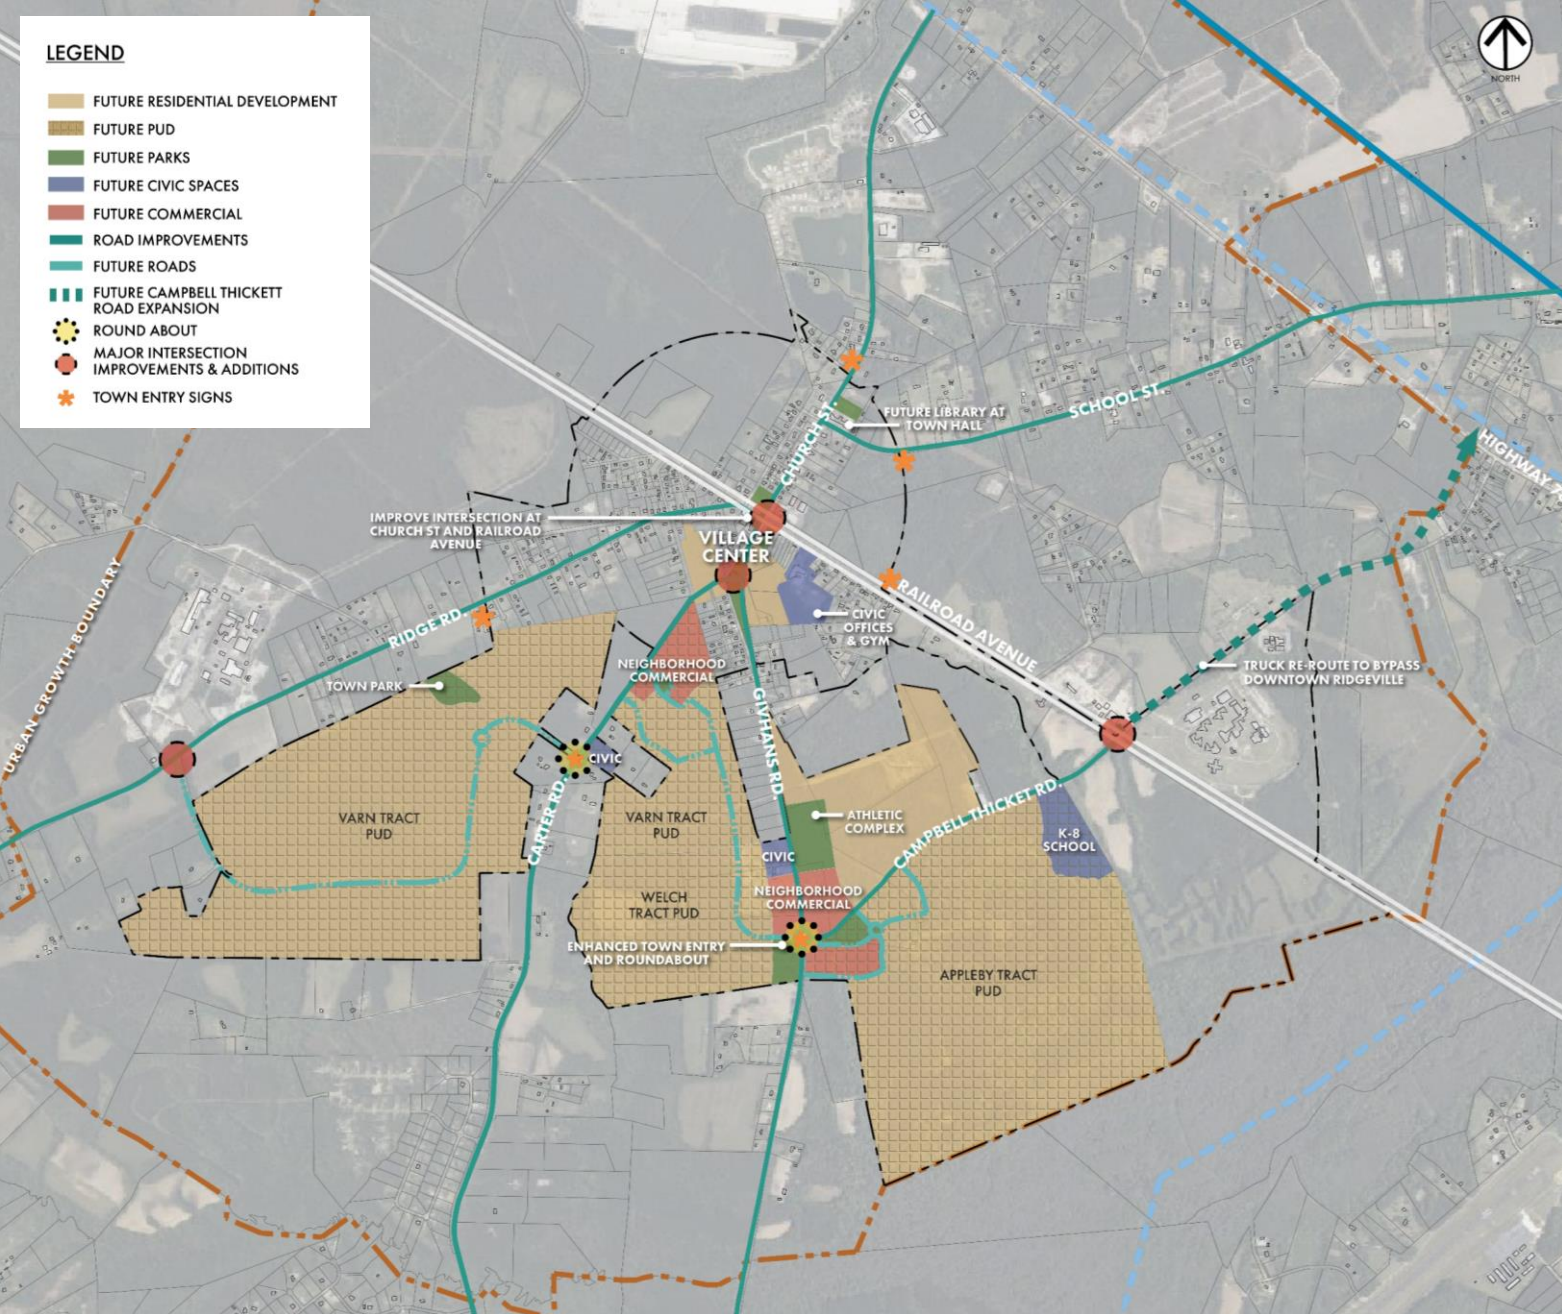 LEGEND
FUTURE RESIDENTIAL DEVELOPMENT
FUTURE PUD
FUTURE PARKS
FUTURE CIVIC SPACES
FUTURE COMMERCIAL
ROAD IMPROVEMENTS
FUTURE ROADS
FUTURE CAMPBELL THICKETT
ROAD EXPANSION
ROUND ABOUT
MAJOR INTERSECTION
IMPROVEMENTS & ADDITIONS
TOWN ENTRY SIGNS
NORTH
CHURCH ST.
FUTURE LIBRARY AT
TOWN HALL
SCHOOL ST.
HIGHWAY
IMPROVE INTERSECTION AT
CHURCH ST AND RAILROAD
AVENUE
VILLAGE
CENTER
RAILROAD AVENUE
CIVIC
OFFICES
& GYM
RIDGE RD.
URBAN GROWTH BOUNDARY
TOWN PARK
NEIGHBORHOOD
COMMERCIAL
GIVHANS RD.
TRUCK RE-ROUTE TO BYPASS
DOWNTOWN RIDGEVILLE
CIVIC
CARTER RD.
VARN TRACT
PUD
VARN TRACT
PUD
ATHLETIC
COMPLEX
CAMPBELL THICKET RD.
K-8
SCHOOL
CIVIC
WELCH
TRACT PUD
NEIGHBORHOOD
COMMERCIAL
ENHANCED TOWN ENTRY
AND ROUNDABOUT
APPLEBY TRACT
PUD